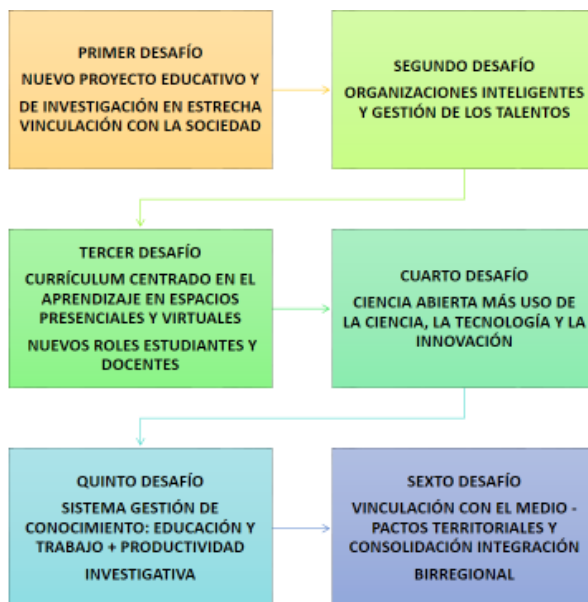 PRIMER DESAFÍO
NUEVO PROYECTO EDUCATIVO Y
DE INVESTIGACIÓN EN ESTRECHA
VINCULACIÓN CON LA SOCIEDAD
SEGUNDO DESAFÍO
ORGANIZACIONES INTELIGENTES
Y GESTIÓN DE LOS TALENTOS
TERCER DESAFÍO
CURRÍCULUM CENTRADO EN EL
APRENDIZAJE EN ESPACIOS
PRESENCIALES Y VIRTUALES
NUEVOS ROLES ESTUDIANTES Y
DOCENTES
CUARTO DESAFÍO
CIENCIA ABIERTA MÁS USO DE
LA CIENCIA, LA TECNOLOGÍA Y LA
INNOVACIÓN
QUINTO DESAFÍO
SISTEMA GESTIÓN DE
CONOCIMIENTO: EDUCACIÓN Y
TRABAJO + PRODUCTIVIDAD
INVESTIGATIVA
SEXTO DESAFÍO
VINCULACIÓN CON EL MEDIO -
PACTOS TERRITORIALES Y
CONSOLIDACIÓN INTEGRACIÓN
BIRREGIONAL